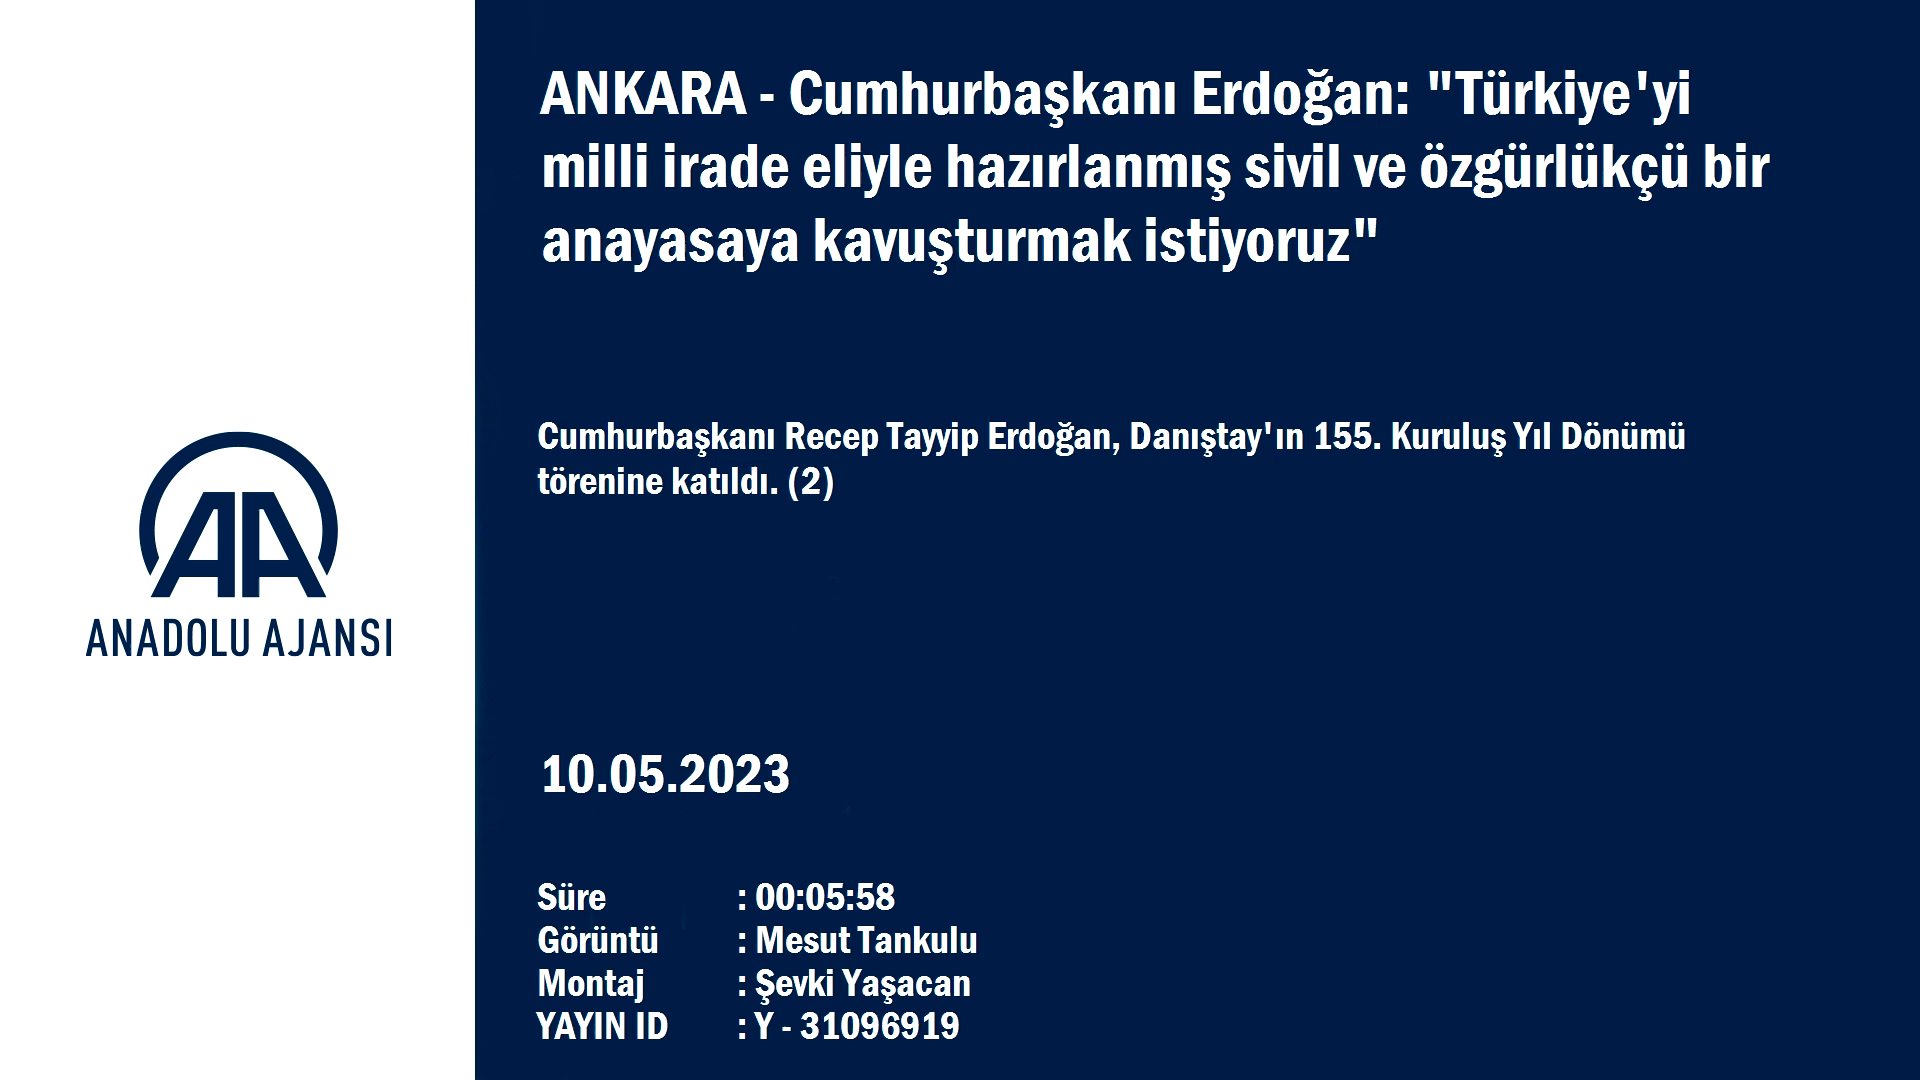 ANKARA - Cumhurbaşkanı Erdoğan: "Türkiye'yi
milli irade eliyle hazırlanmış sivil ve özgürlükçü bir
anayasaya kavuşturmak istiyoruz"
Cumhurbaşkanı Recep Tayyip Erdoğan, Danıştay'ın 155. Kuruluş Yıl Dönümü
törenine katıldı. (2)
AA
ANADOLU AJANSI
10.05.2023
Süre : 00:05:58
Görüntü : Mesut Tankulu
Montaj : Şevki Yaşacan
YAYIN ID : Y - 31096919